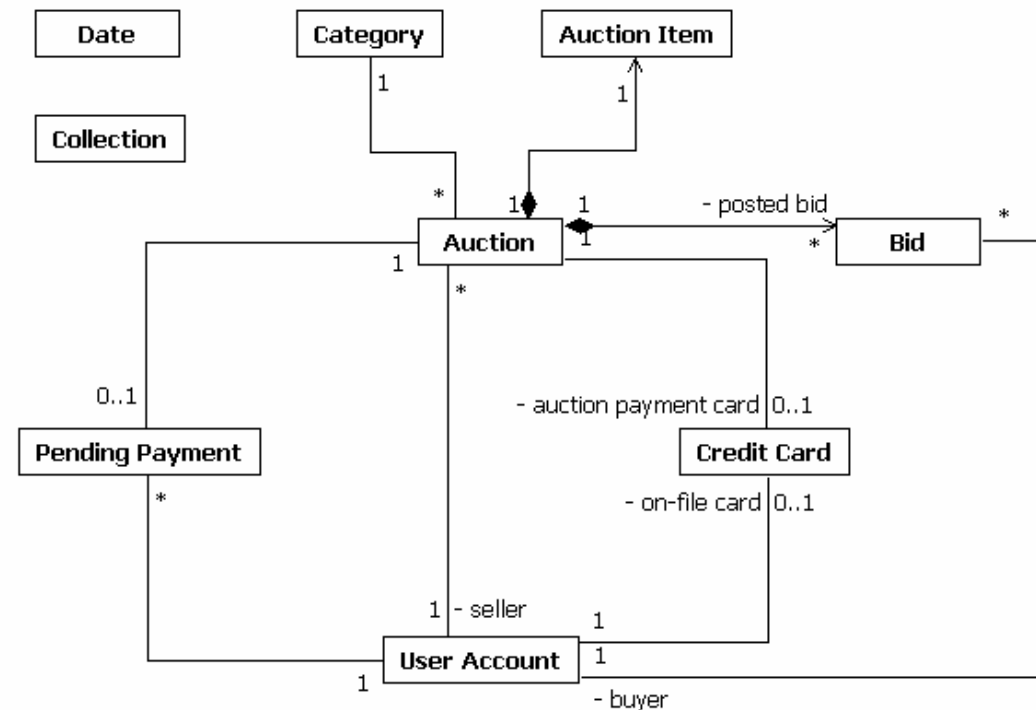 Date
Category
Auction Item
1
1
Collection
*
1
1
- posted bid
*
Auction
1
*
Bid
1
*
0..1
- auction payment card
0..1
Pending Payment
Credit Card
*
- on-file card
0..1
1
- seller
1
User Account
1
1
- buyer